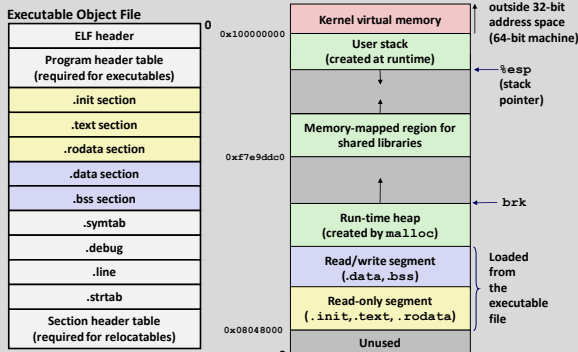 Executable Object File
0
ELF header
Program header table
(required for executables)
.init section
.text section
.rodata section
.data section
.bss section
.symtab
.debug
.line
.strtab
Section header table
(required for relocatables)
0x100000000
0xf7e9ddc0
0x08048000
Kernel virtual memory
User stack
(created at runtime)
Memory-mapped region for
shared libraries
Run-time heap
(created by malloc)
Read/write segment
(.data,.bss)
Read-only segment
(.init,.text,.rodata)
Unused
outside 32-bit
address space
(64-bit machine)
%esp
(stack
pointer)
brk
Loaded
from
the
executable
file